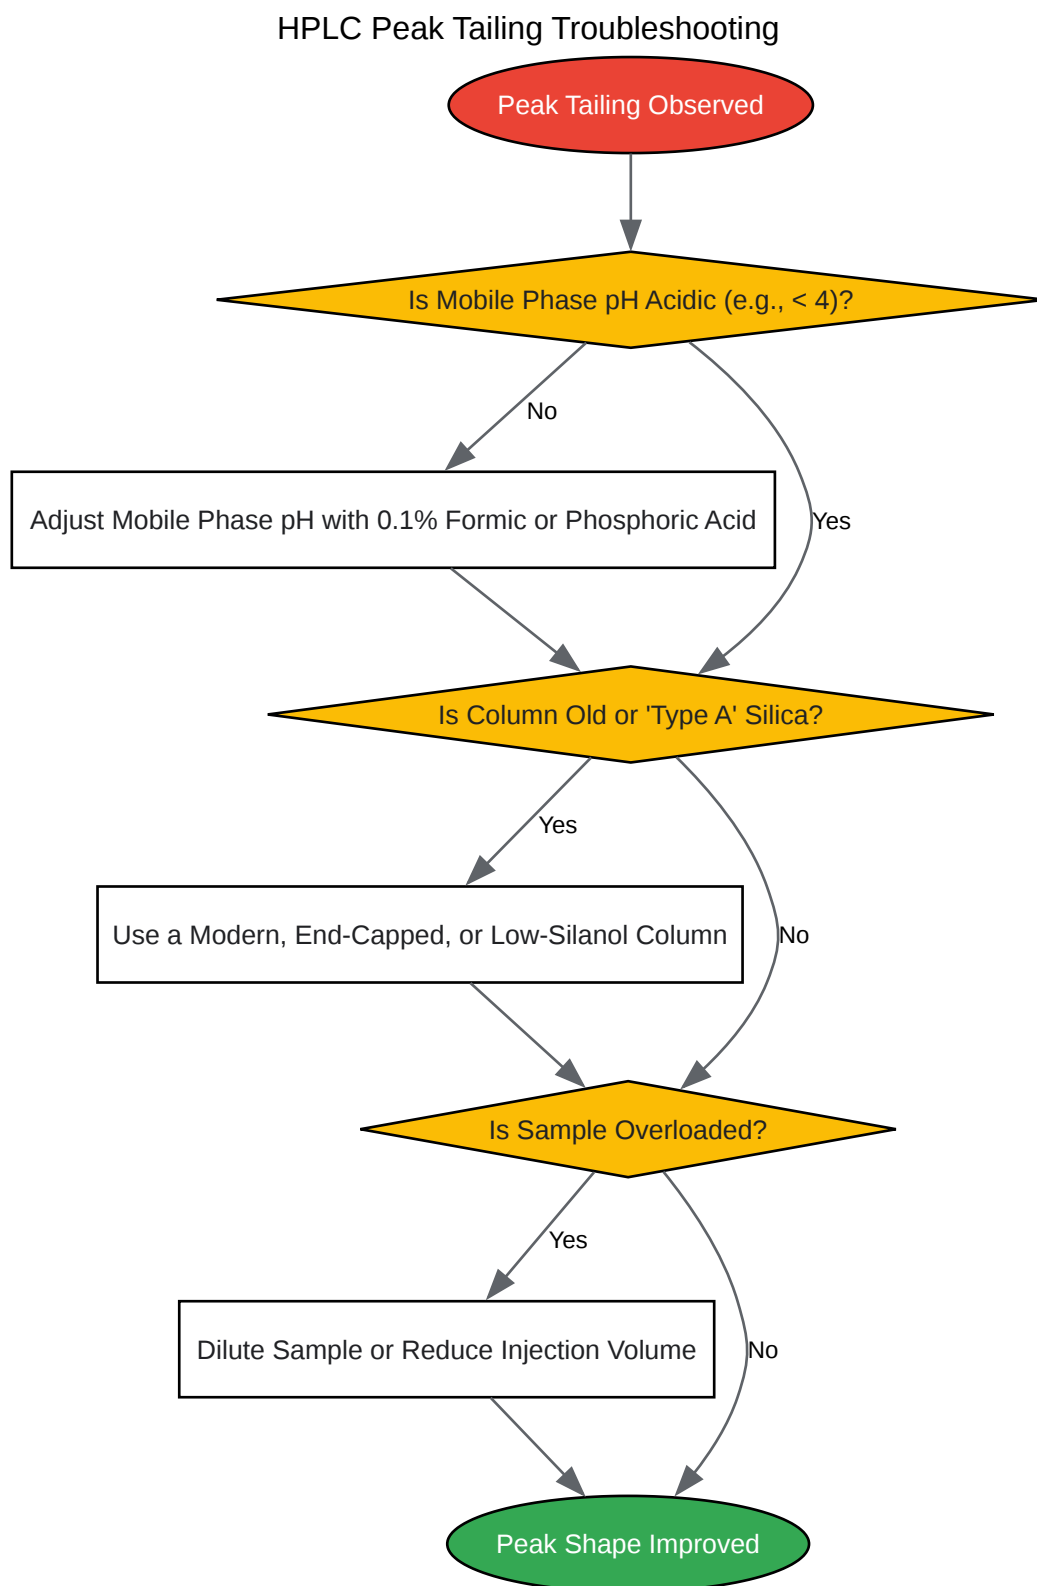 HPLC Peak Tailing Troubleshooting
Peak Tailing Observed
Is Mobile Phase pH Acidic (e.g., < 4)?
No
Adjust Mobile Phase pH with 0.1% Formic or Phosphoric Acid
Yes
Is Column Old or 'Type A' Silica?
Yes
Use a Modern, End-Capped, or Low-Silanol Column
No
Is Sample Overloaded?
Yes
Dilute Sample or Reduce Injection Volume
No
Peak Shape Improved